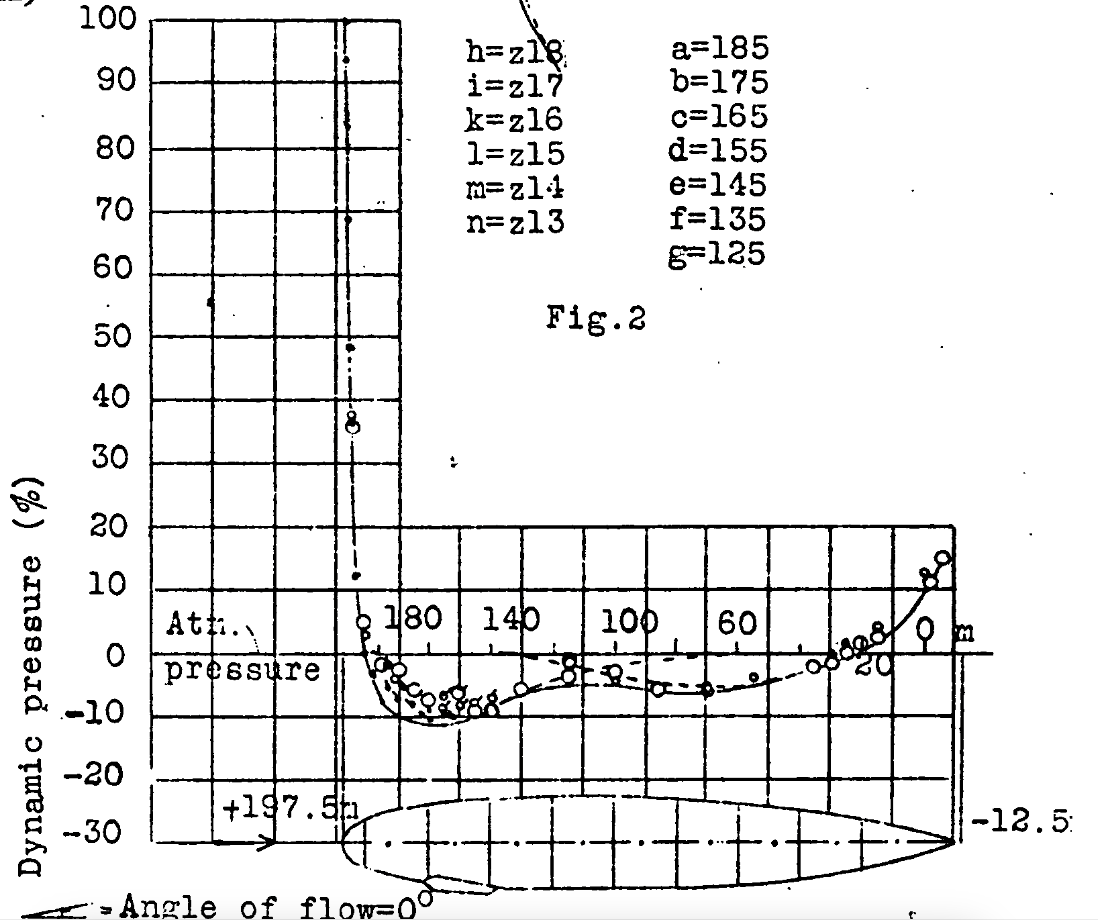 100
h=z18 a=185
90
i=z17 b=175
k=z16 c=165
80
l=z15 d=155
m=z14 e=145
70
n=z13 f=135
g=125
60
Fig.2
50
40
30
20
10
Atm. 180 140 100 60 0 m
0
pressure 20
-10
-20
+197.5m
-30 -12.5
Dynamic pressure (%)
=Angle of flow=0°